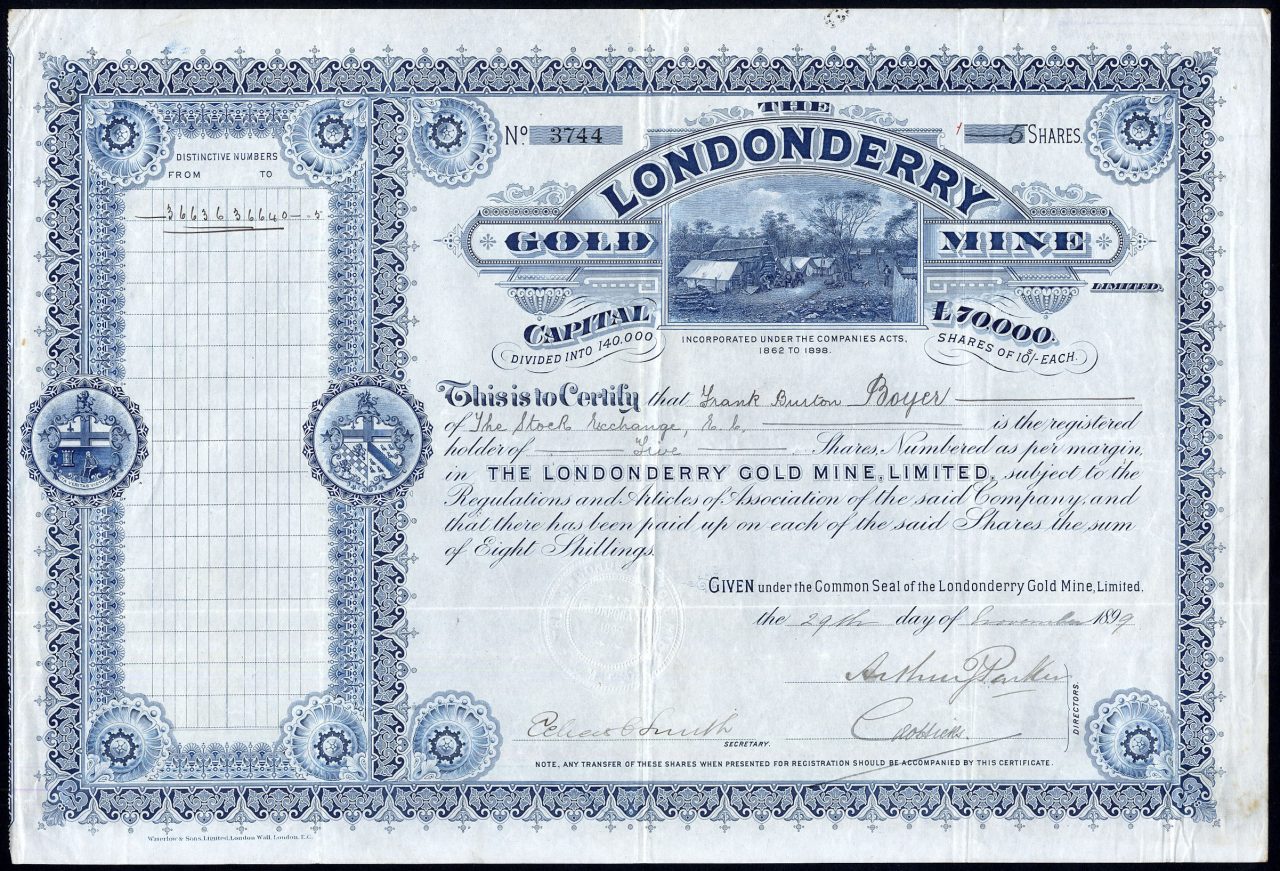 THE
LONDONDERRY
GOLD MINE
LIMITED.
Nº 3744
5 SHARES.
DISTINCTIVE NUMBERS
FROM TO
36636 36640 - 5
CAPITAL £70,000.
DIVIDED INTO 140,000 SHARES OF 10/- EACH.
INCORPORATED UNDER THE COMPANIES ACTS,
1862 TO 1898.
This is to Certify that Frank Burton Boyer
of The Stock Exchange, E.C. is the registered
holder of Five Shares, Numbered as per margin,
in THE LONDONDERRY GOLD MINE, LIMITED, subject to the
Regulations and Articles of Association of the said Company, and
that there has been paid up on each of the said Shares the sum
of Eight Shillings.
GIVEN under the Common Seal of the Londonderry Gold Mine, Limited,
the 29th day of November 1899
Arthur J Parker
DIRECTORS.
Smith
SECRETARY.
NOTE, ANY TRANSFER OF THESE SHARES WHEN PRESENTED FOR REGISTRATION SHOULD BE ACCOMPANIED BY THIS CERTIFICATE.
Waterlow & Sons, Limited, London Wall, London, E.C.